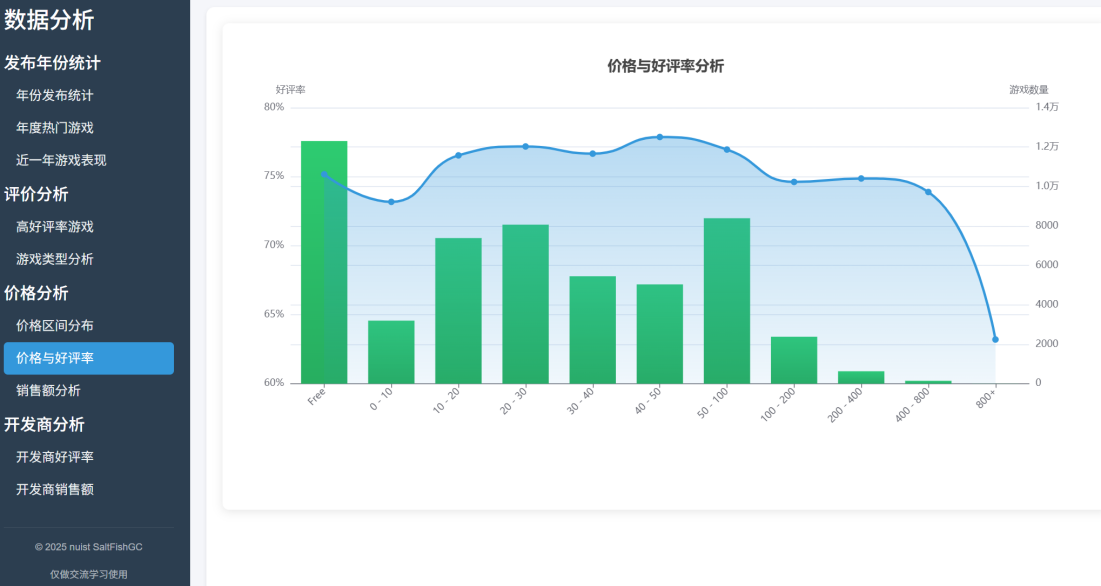 数据分析
发布年份统计
年份发布统计
年度热门游戏
近一年游戏表现
评价分析
高好评率游戏
游戏类型分析
价格分析
价格区间分布
价格与好评率
销售额分析
开发商分析
开发商好评率
开发商销售额
© 2025 nuist SaltFishGC
仅做交流学习使用
价格与好评率分析
好评率
游戏数量
80%
75%
70%
65%
60%
1.4万
1.2万
1.0万
8000
6000
4000
2000
0
Free
0 - 10
10 - 20
20 - 30
30 - 40
40 - 50
50 - 100
100 - 200
200 - 400
400 - 800
800+